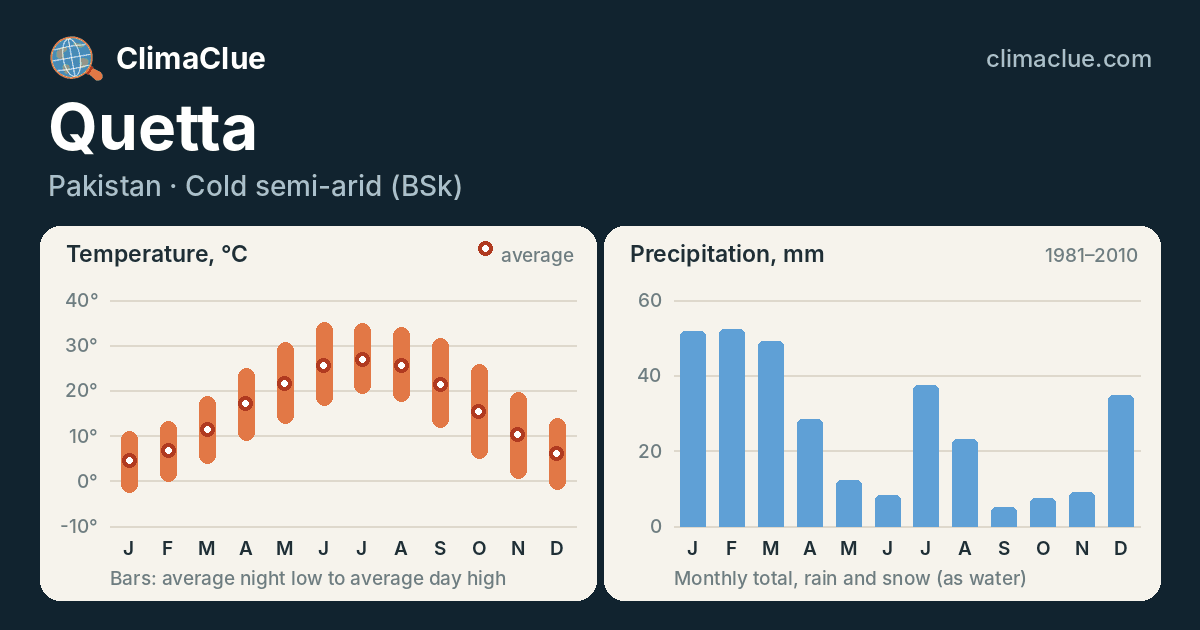 ClimaClue
climaclue.com
Quetta
Pakistan · Cold semi-arid (BSk)
Temperature, °C
average
40°
30°
20°
10°
0°
-10°
J F M A M J J A S O N D
Bars: average night low to average day high
Precipitation, mm
1981–2010
60
40
20
0
J F M A M J J A S O N D
Monthly total, rain and snow (as water)